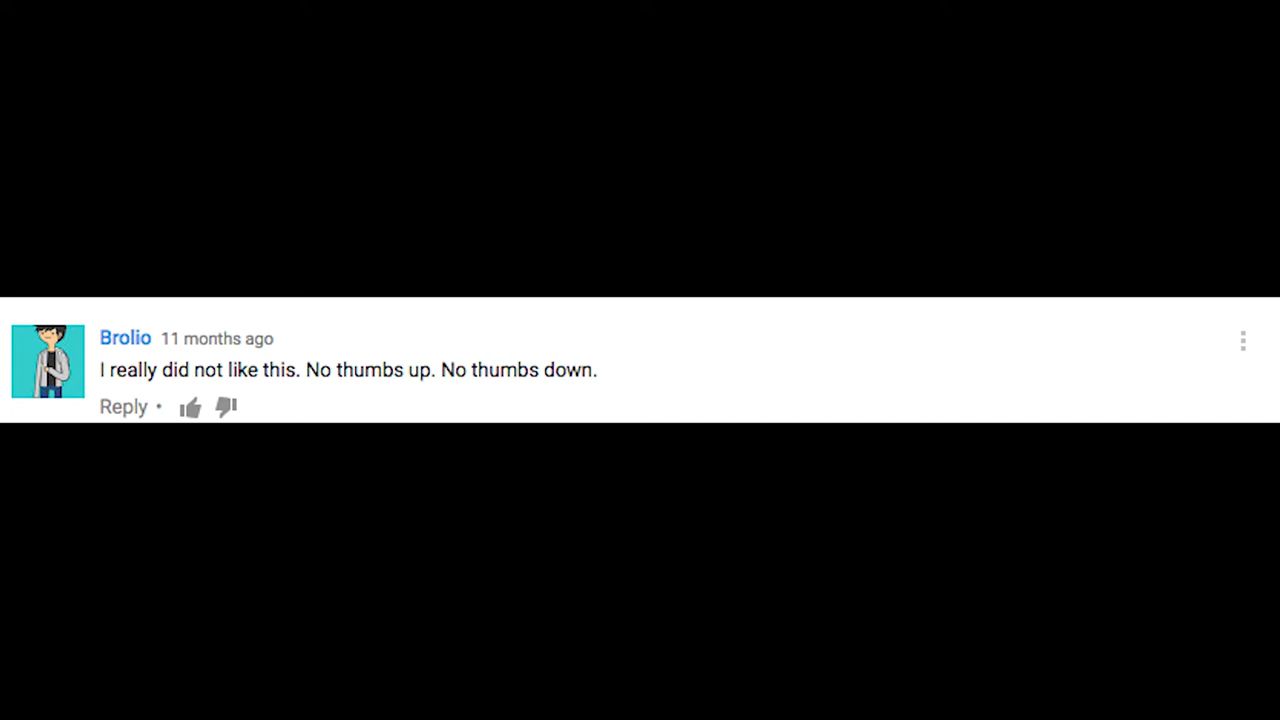 Brolio 11 months ago
I really did not like this. No thumbs up. No thumbs down.
Reply •